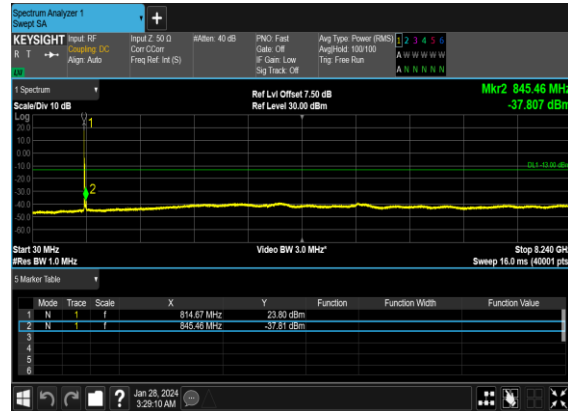 Spectrum Analyzer 1
Swept SA
+
KEYSIGHT Input: RF Input Z: 50 Ω #Atten: 40 dB PNO: Fast Avg Type: Power (RMS) 1 2 3 4 5 6
R T Coupling: DC Corr CCorr Gate: Off Avg|Hold: 100/100 A W W W W W
Align: Auto Freq Ref: Int (S) IF Gain: Low Trig: Free Run
Sig Track: Off A N N N N N
1 Spectrum
Scale/Div 10 dB Ref Lvl Offset 7.50 dB Mkr2 845.46 MHz
Ref Level 30.00 dBm -37.807 dBm
Log
20.0
10.0
0.00
-10.0
-20.0
-30.0
-40.0
-50.0
-60.0
1
2
DL1 -13.00 dBm
Start 30 MHz Video BW 3.0 MHz* Stop 8.240 GHz
#Res BW 1.0 MHz Sweep 16.0 ms (40001 pts)
5 Marker Table
Mode Trace Scale X Y Function Function Width Function Value
1 N 1 f 814.67 MHz 23.80 dBm
2 N 1 f 845.46 MHz -37.81 dBm
3
4
5
6
? Jan 28, 2024
3:29:10 AM